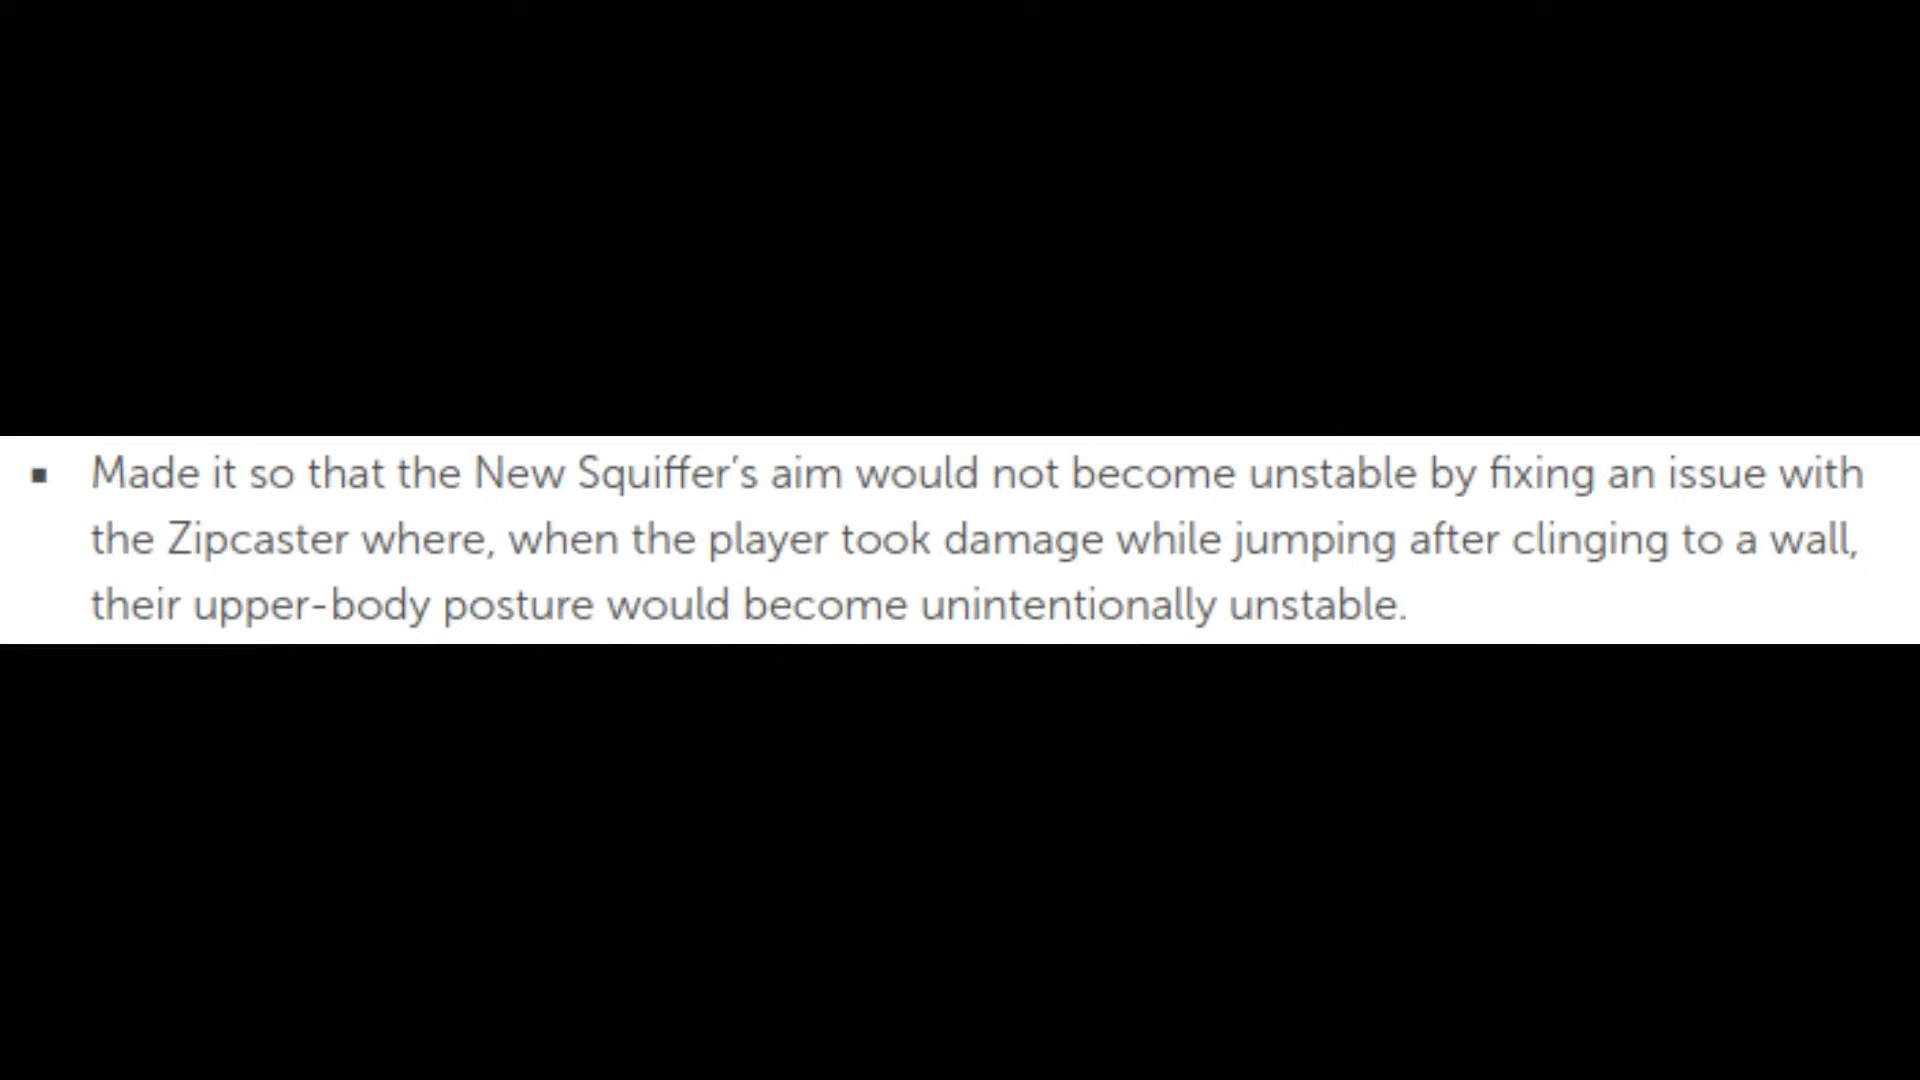 ▪ Made it so that the New Squiffer’s aim would not become unstable by fixing an issue with
the Zipcaster where, when the player took damage while jumping after clinging to a wall,
their upper-body posture would become unintentionally unstable.